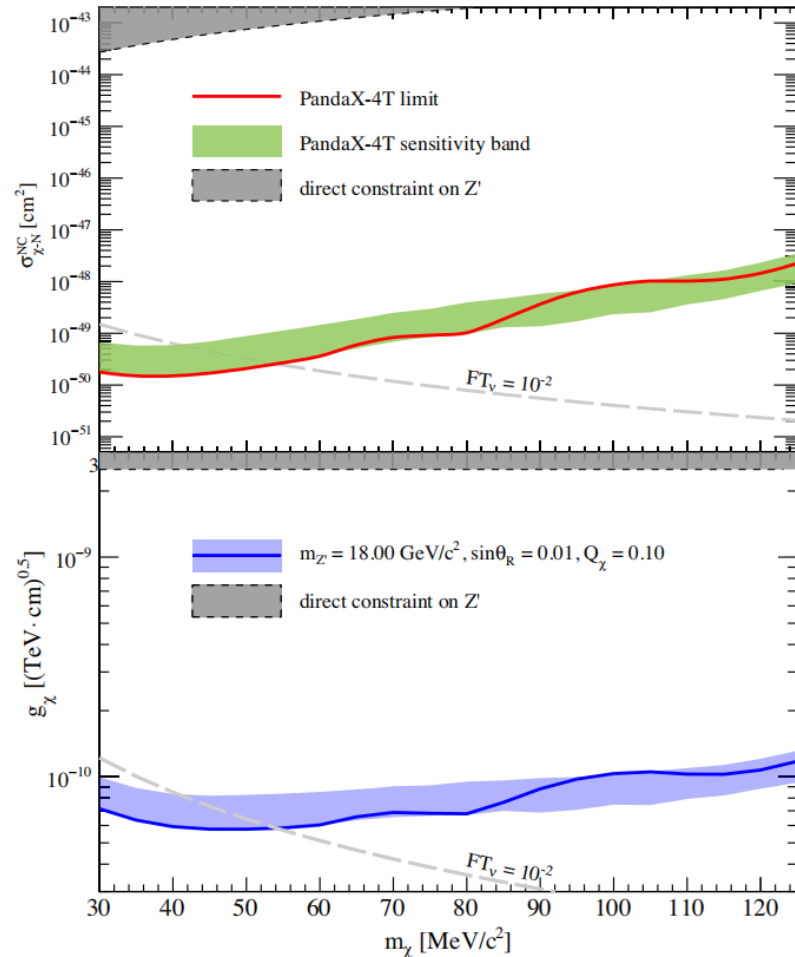 10⁻⁴³
10⁻⁴⁴
10⁻⁴⁵
10⁻⁴⁶
10⁻⁴⁷
10⁻⁴⁸
10⁻⁴⁹
10⁻⁵⁰
10⁻⁵¹
σ^NC_χ-N [cm²]
PandaX-4T limit
PandaX-4T sensitivity band
direct constraint on Z'
FTᵥ = 10⁻²
3
10⁻⁹
10⁻¹⁰
g_χ [(TeV · cm)^0.5]
m_Z' = 18.00 GeV/c², sinθ_R = 0.01, Q_χ = 0.10
direct constraint on Z'
FTᵥ = 10⁻²
30 40 50 60 70 80 90 100 110 120
m_χ [MeV/c²]